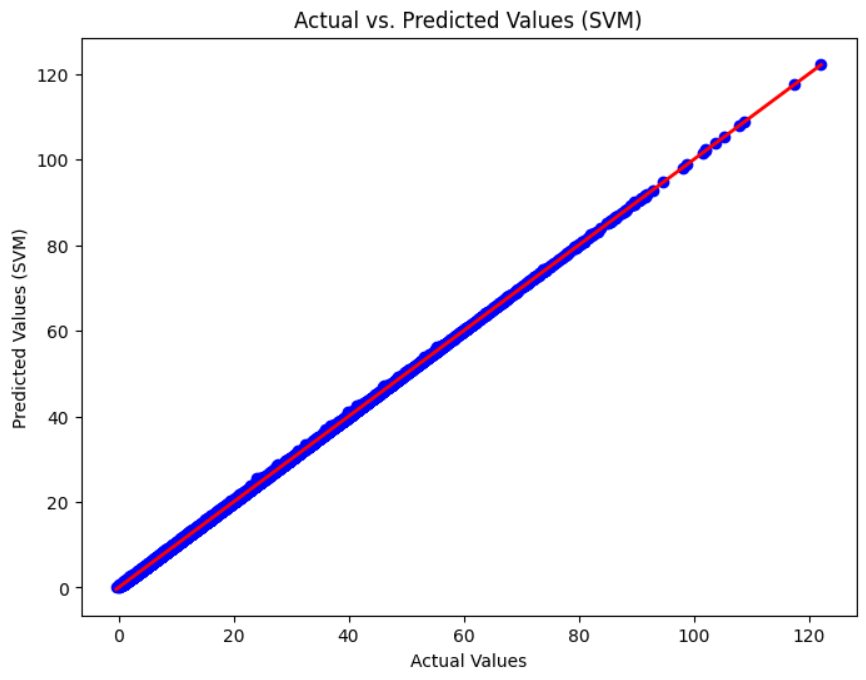 Actual vs. Predicted Values (SVM)
Predicted Values (SVM)
120
100
80
60
40
20
0
0 20 40 60 80 100 120
Actual Values